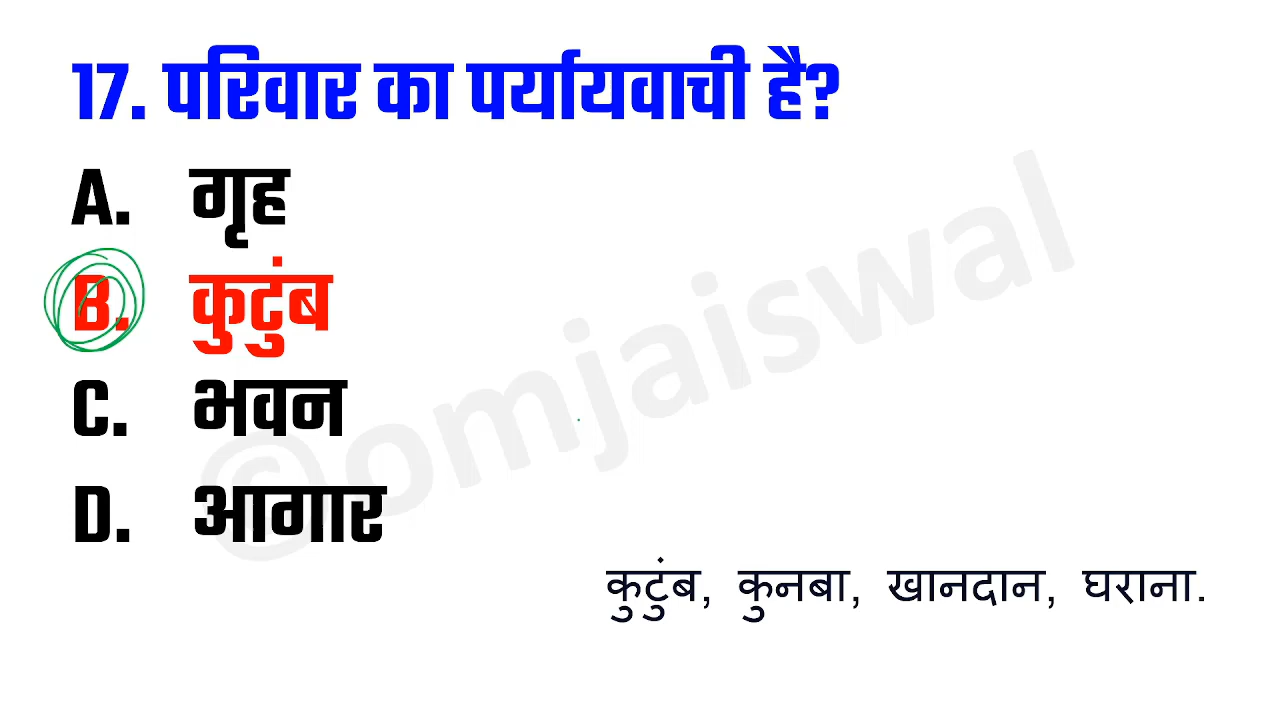 17. परिवार का पर्यायवाची है?
A. गृह
B. कुटुंब
C. भवन
D. आगार
©omjaiswal
कुटुंब, कुनबा, खानदान, घराना.